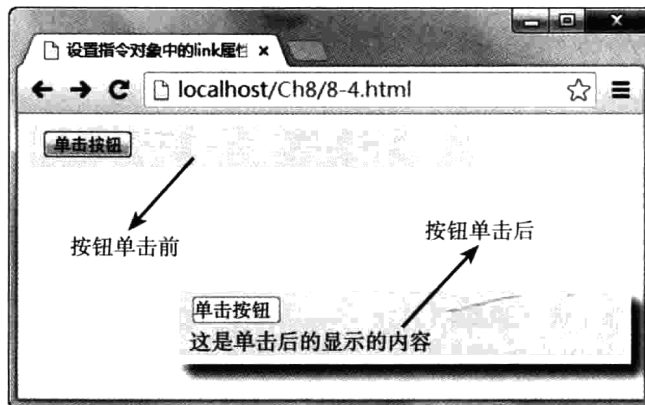 设置指令对象中的link属性
localhost/Ch8/8-4.html
单击按钮
按钮单击前
按钮单击后
单击按钮
这是单击后的显示的内容